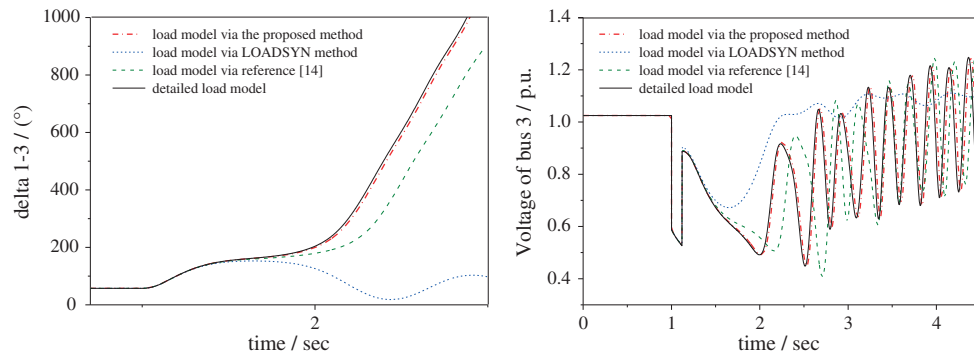 1000
800
600
400
200
0
delta 1-3 / (°)
load model via the proposed method
load model via LOADSYN method
load model via reference [14]
detailed load model
2
time / sec
1.4
1.2
1.0
0.8
0.6
0.4
Voltage of bus 3 / p.u.
load model via the proposed method
load model via LOADSYN method
load model via reference [14]
detailed load model
0 1 2 3 4
time / sec